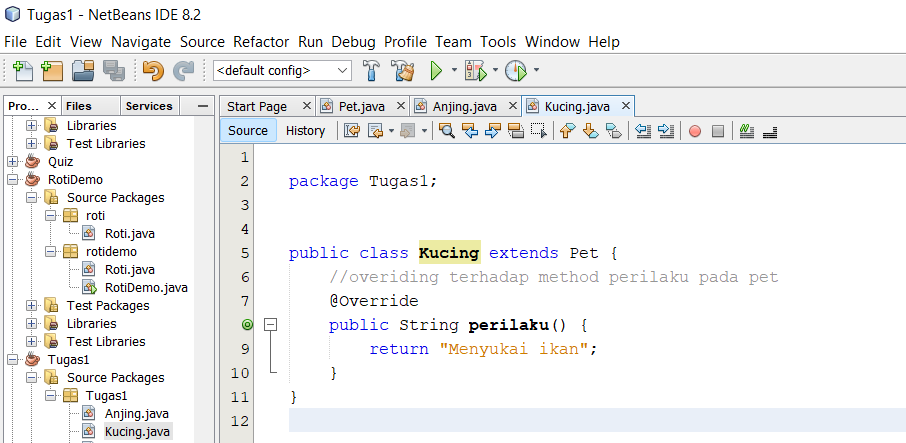 Tugas1 - NetBeans IDE 8.2
File Edit View Navigate Source Refactor Run Debug Profile Team Tools Window Help
<default config>
Pro... Files Services
Libraries
Test Libraries
Quiz
RotiDemo
Source Packages
roti
Roti.java
rotidemo
Roti.java
RotiDemo.java
Test Packages
Libraries
Test Libraries
Tugas1
Source Packages
Tugas1
Anjing.java
Kucing.java
Start Page Pet.java Anjing.java Kucing.java
Source History
1
2 package Tugas1;
3
4
5 public class Kucing extends Pet {
6 //overiding terhadap method perilaku pada pet
7 @Override
public String perilaku() {
9 return "Menyukai ikan";
10 }
11 }
12